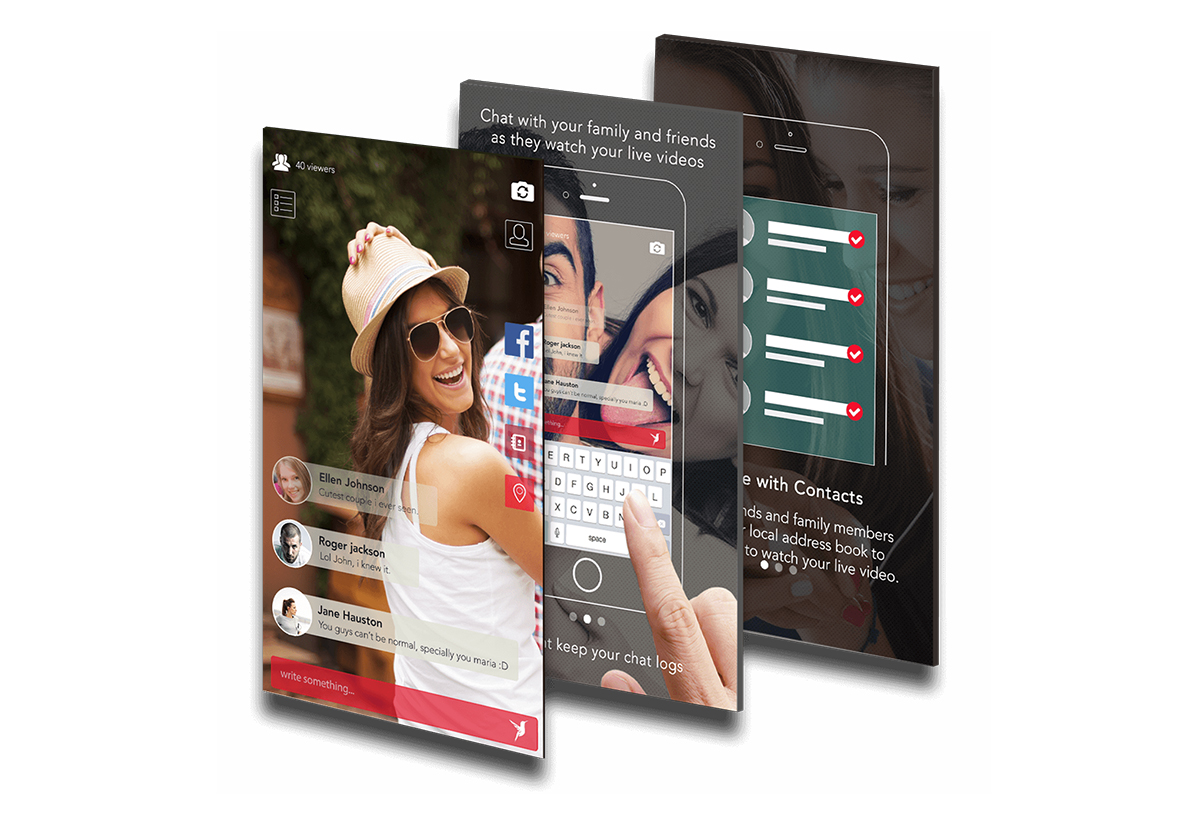 40 viewers
Ellen Johnson
Cutest couple i ever seen.
Roger jackson
Lol John, i knew it.
Jane Hauston
You guys can't be normal, specially you maria :D
write something...
Chat with your family and friends
as they watch your live videos
viewers
Ellen Johnson
Roger jackson
Lol John, i knew it
Jane Hauston
you guys can't be normal, specially you maria :D
E R T Y U I O P
D F G H J L
X C V B N
space
keep your chat logs
with Contacts
and family members
local address book to
to watch your live video.